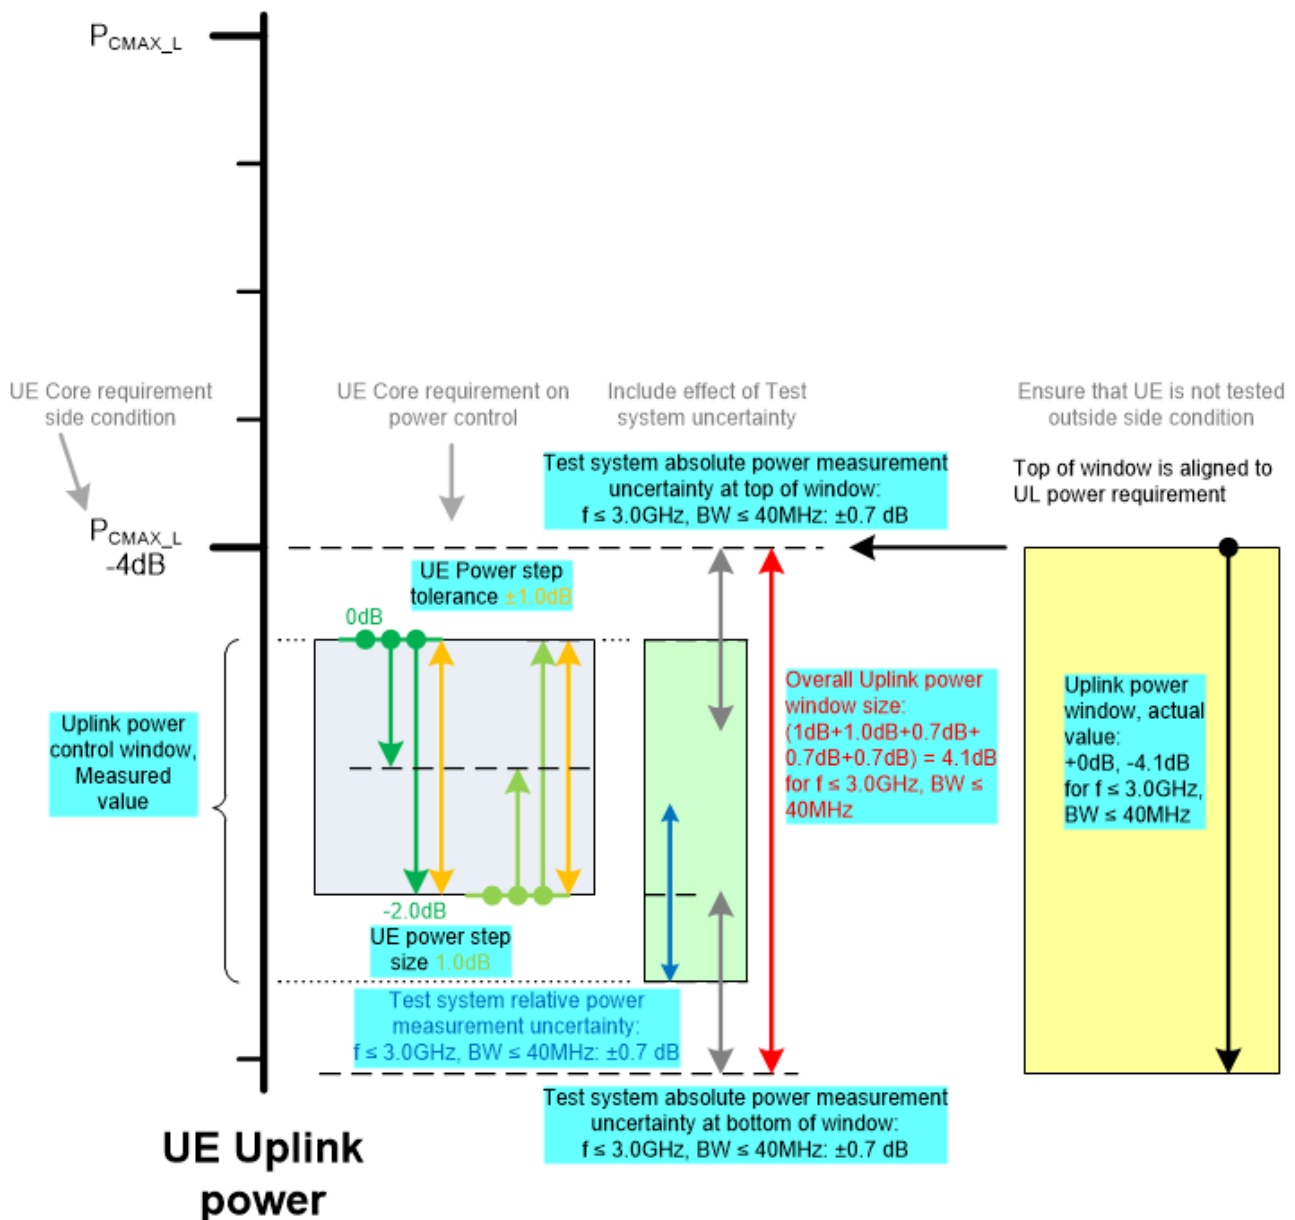 PCMAX_L
UE Core requirement
side condition
UE Core requirement on
power control
Include effect of Test
system uncertainty
Ensure that UE is not tested
outside side condition
Test system absolute power measurement
uncertainty at top of window:
f ≤ 3.0GHz, BW ≤ 40MHz: ±0.7 dB
Top of window is aligned to
UL power requirement
PCMAX_L
-4dB
UE Power step
tolerance ±1.0dB
0dB
Uplink power
control window,
Measured
value
Overall Uplink power
window size:
(1dB+1.0dB+0.7dB+
0.7dB+0.7dB) = 4.1dB
for f ≤ 3.0GHz, BW ≤
40MHz
Uplink power
window, actual
value:
+0dB, -4.1dB
for f ≤ 3.0GHz,
BW ≤ 40MHz
-2.0dB
UE power step
size 1.0dB
Test system relative power
measurement uncertainty:
f ≤ 3.0GHz, BW ≤ 40MHz: ±0.7 dB
Test system absolute power measurement
uncertainty at bottom of window:
f ≤ 3.0GHz, BW ≤ 40MHz: ±0.7 dB
UE Uplink
power